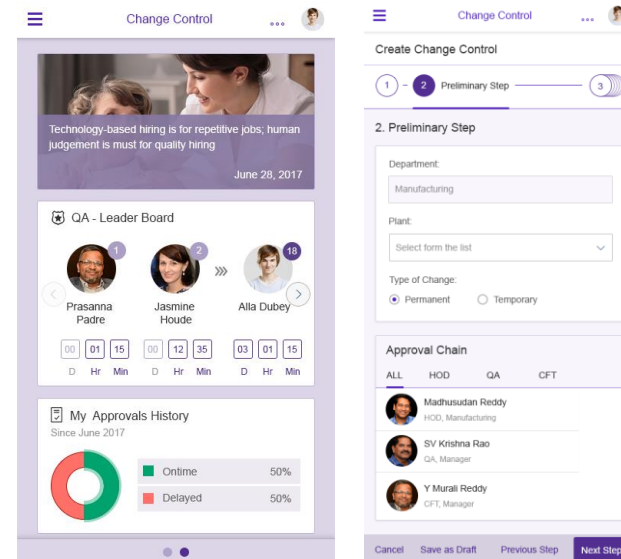 Change Control
...
Technology-based hiring is for repetitive jobs; human
judgement is must for quality hiring
June 28, 2017
QA - Leader Board
1
2
18
Prasanna
Padre
Jasmine
Houde
Alla Dubey
00 01 15
D Hr Min
00 12 35
D Hr Min
03 01 15
D Hr Min
My Approvals History
Since June 2017
Ontime 50%
Delayed 50%
Change Control
...
Create Change Control
1 2 Preliminary Step 3
2. Preliminary Step
Department:
Manufacturing
Plant:
Select form the list
Type of Change:
Permanent Temporary
Approval Chain
ALL HOD QA CFT
Madhusudan Reddy
HOD, Manufacturing
SV Krishna Rao
QA, Manager
Y Murali Reddy
CFT, Manager
Cancel Save as Draft Previous Step Next Step